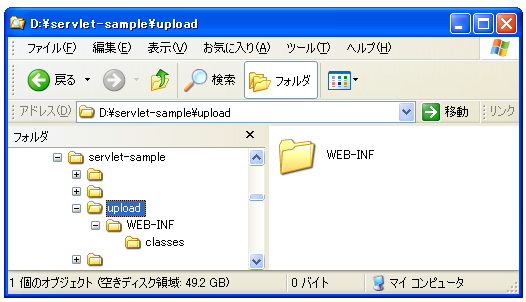 D:¥servlet-sample¥upload
ファイル(F) 編集(E) 表示(V) お気に入り(A) ツール(T) ヘルプ(H)
戻る 検索 フォルダ
アドレス(D) D:¥servlet-sample¥upload 移動 リンク
フォルダ
servlet-sample
upload
WEB-INF
classes
WEB-INF
1 個のオブジェクト (空きディスク領域: 49.2 GB) 0 バイト マイ コンピュータ